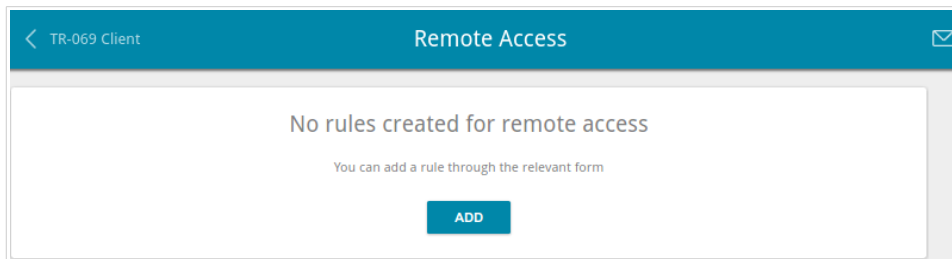 TR-069 Client
Remote Access
No rules created for remote access
You can add a rule through the relevant form
ADD